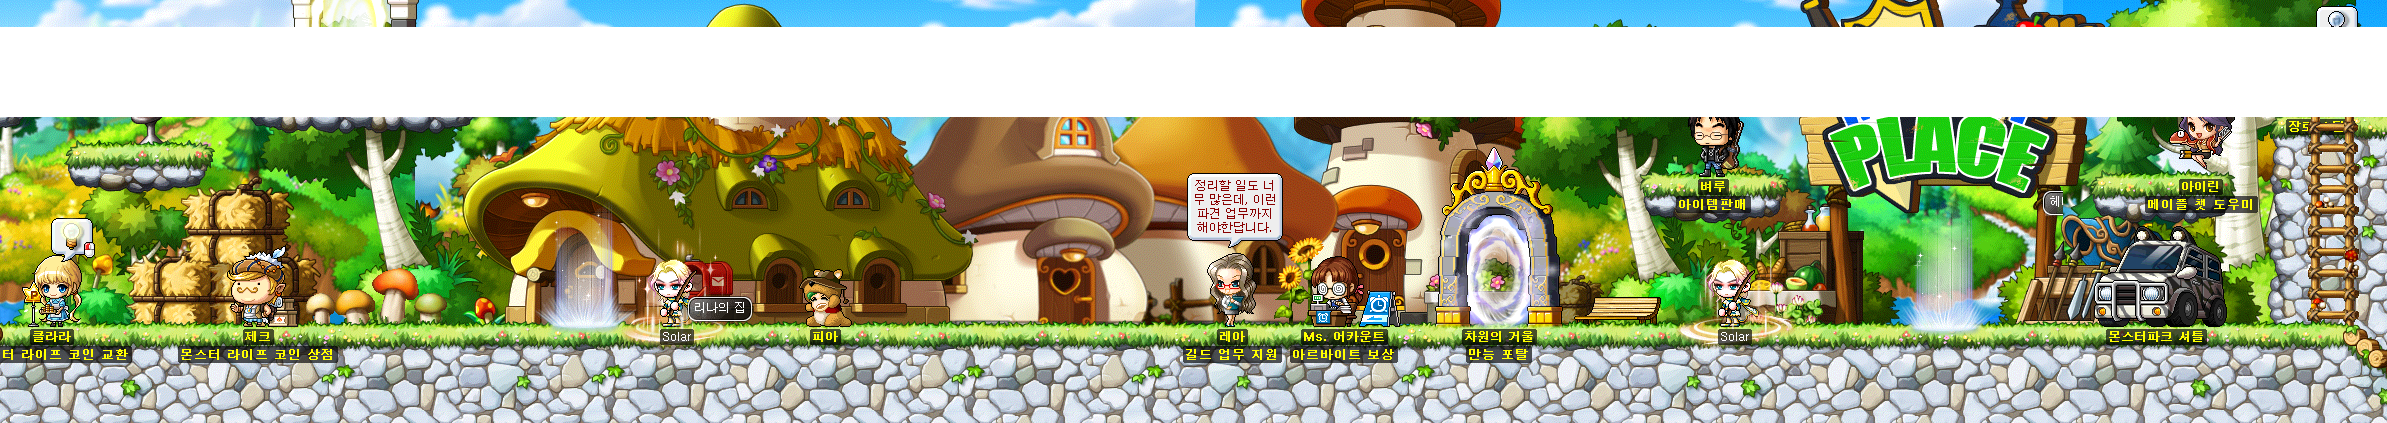 PLACE
장로
버루
아이템판매
아이린
메이플 챗 도우미
헤
정리할 일도 너
무 많은데, 이런
파견 업무까지
해야한답니다.
리나의 집
클라라
터 라이프 코인 교환
제크
몬스터 라이프 코인 상점
Solar
피아
레아
길드 업무 지원
Ms. 어카운트
아르바이트 보상
차원의 거울
만능 포탈
Solar
몬스터파크 셔틀